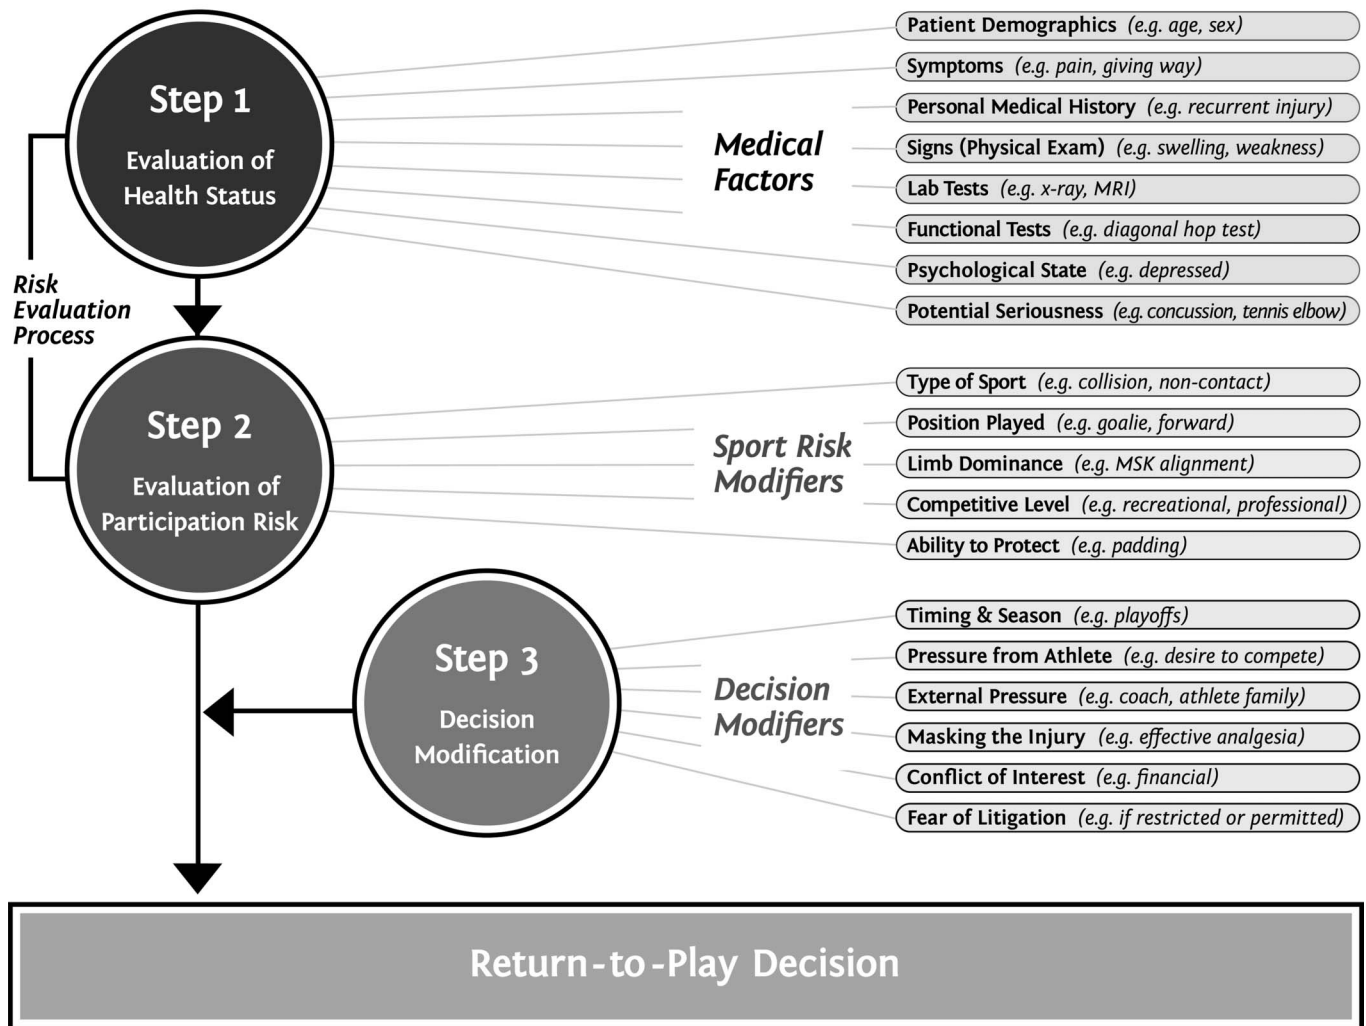 Step 1
Evaluation of
Health Status
Risk
Evaluation
Process
Medical
Factors
Patient Demographics (e.g. age, sex)
Symptoms (e.g. pain, giving way)
Personal Medical History (e.g. recurrent injury)
Signs (Physical Exam) (e.g. swelling, weakness)
Lab Tests (e.g. x-ray, MRI)
Functional Tests (e.g. diagonal hop test)
Psychological State (e.g. depressed)
Potential Seriousness (e.g. concussion, tennis elbow)
Step 2
Evaluation of
Participation Risk
Sport Risk
Modifiers
Type of Sport (e.g. collision, non-contact)
Position Played (e.g. goalie, forward)
Limb Dominance (e.g. MSK alignment)
Competitive Level (e.g. recreational, professional)
Ability to Protect (e.g. padding)
Step 3
Decision
Modification
Decision
Modifiers
Timing & Season (e.g. playoffs)
Pressure from Athlete (e.g. desire to compete)
External Pressure (e.g. coach, athlete family)
Masking the Injury (e.g. effective analgesia)
Conflict of Interest (e.g. financial)
Fear of Litigation (e.g. if restricted or permitted)
Return-to-Play Decision